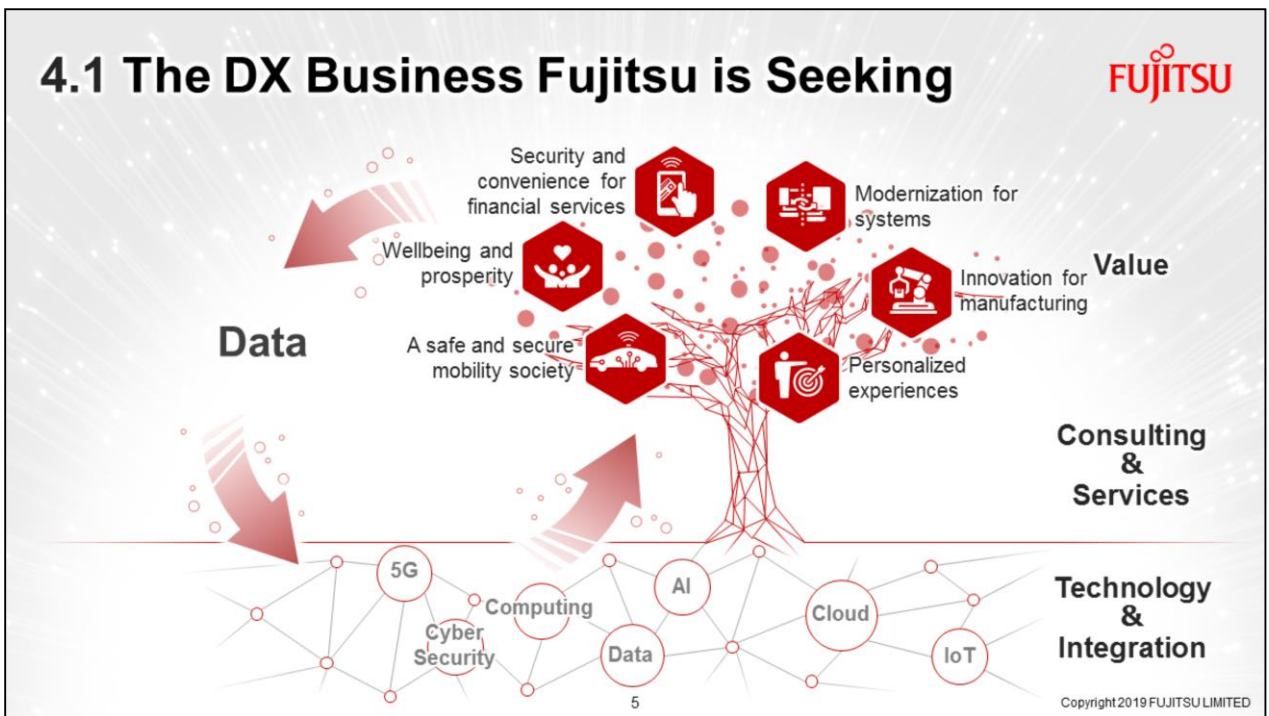 4.1 The DX Business Fujitsu is Seeking
FUJITSU
Security and
convenience for
financial services
Modernization for
systems
Wellbeing and
prosperity
Innovation for
manufacturing
Value
Data
A safe and secure
mobility society
Personalized
experiences
Consulting
&
Services
5G
Computing
AI
Cloud
Cyber
Security
Data
IoT
Technology
&
Integration
5
Copyright 2019 FUJITSU LIMITED